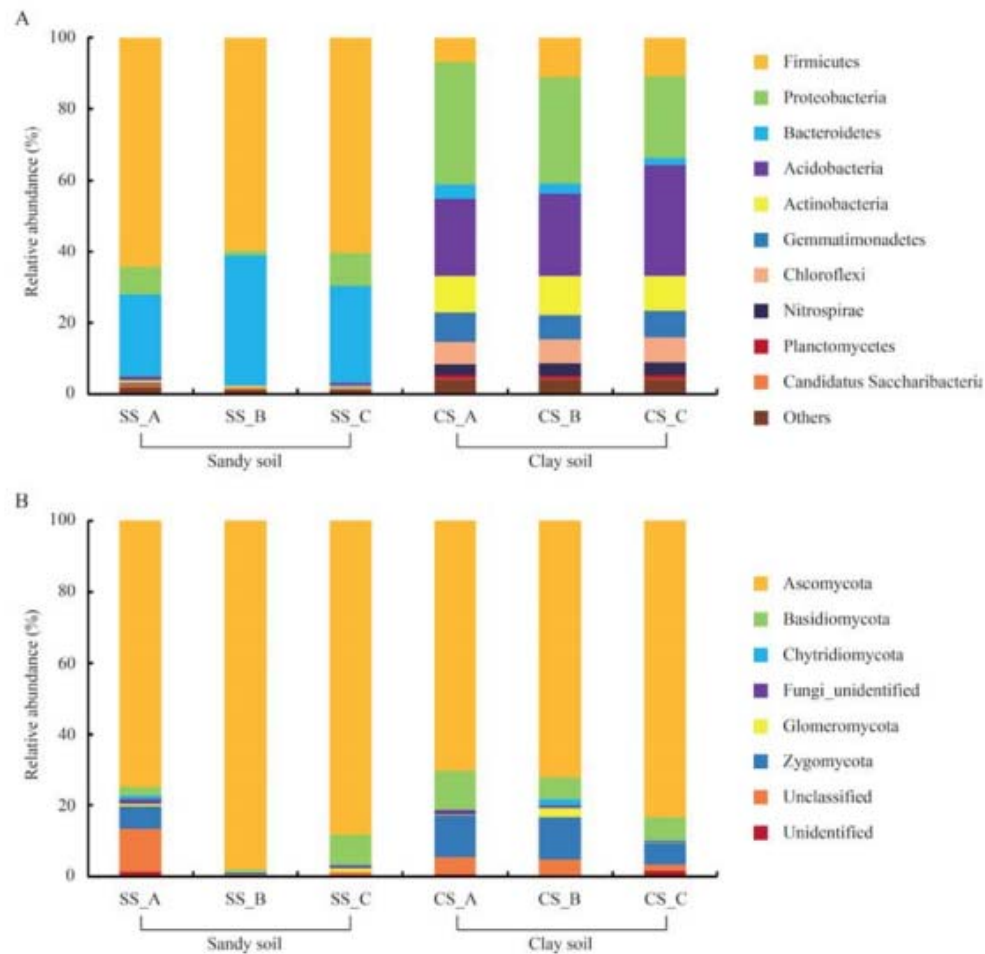 A
100
80
60
40
20
0
Relative abundance (%)
SS_A SS_B SS_C CS_A CS_B CS_C
Sandy soil Clay soil
Firmicutes
Proteobacteria
Bacteroidetes
Acidobacteria
Actinobacteria
Gemmatimonadetes
Chloroflexi
Nitrospirae
Planctomycetes
Candidatus Saccharibacteria
Others
B
100
80
60
40
20
0
Relative abundance (%)
SS_A SS_B SS_C CS_A CS_B CS_C
Sandy soil Clay soil
Ascomycota
Basidiomycota
Chytridiomycota
Fungi_unidentified
Glomeromycota
Zygomycota
Unclassified
Unidentified